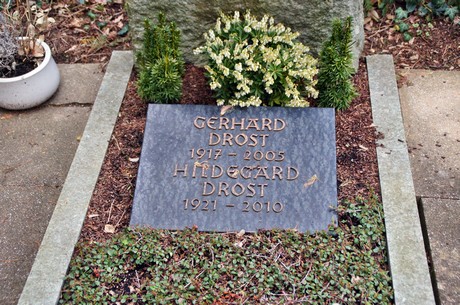 GERHARD
DROST
1917 - 2005
HILDEGARD
DROST
1921 - 2010